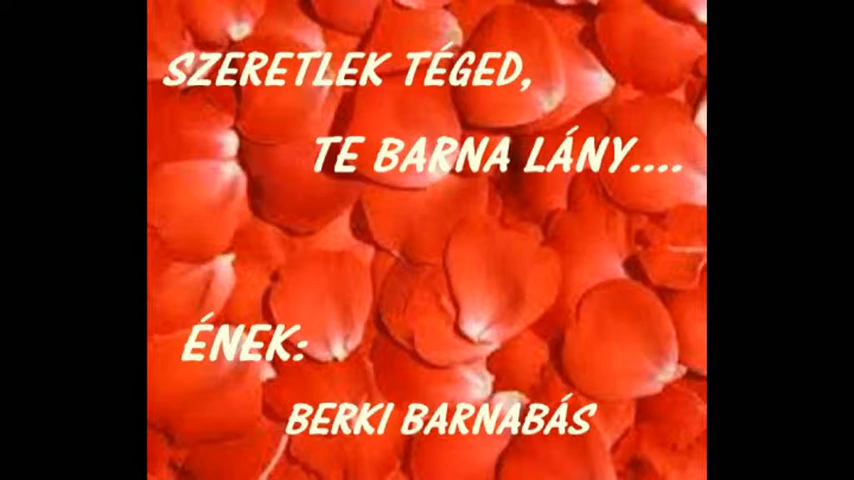 SZERETLEK TÉGED,
TE BARNA LÁNY....
ÉNEK:
BERKI BARNABÁS